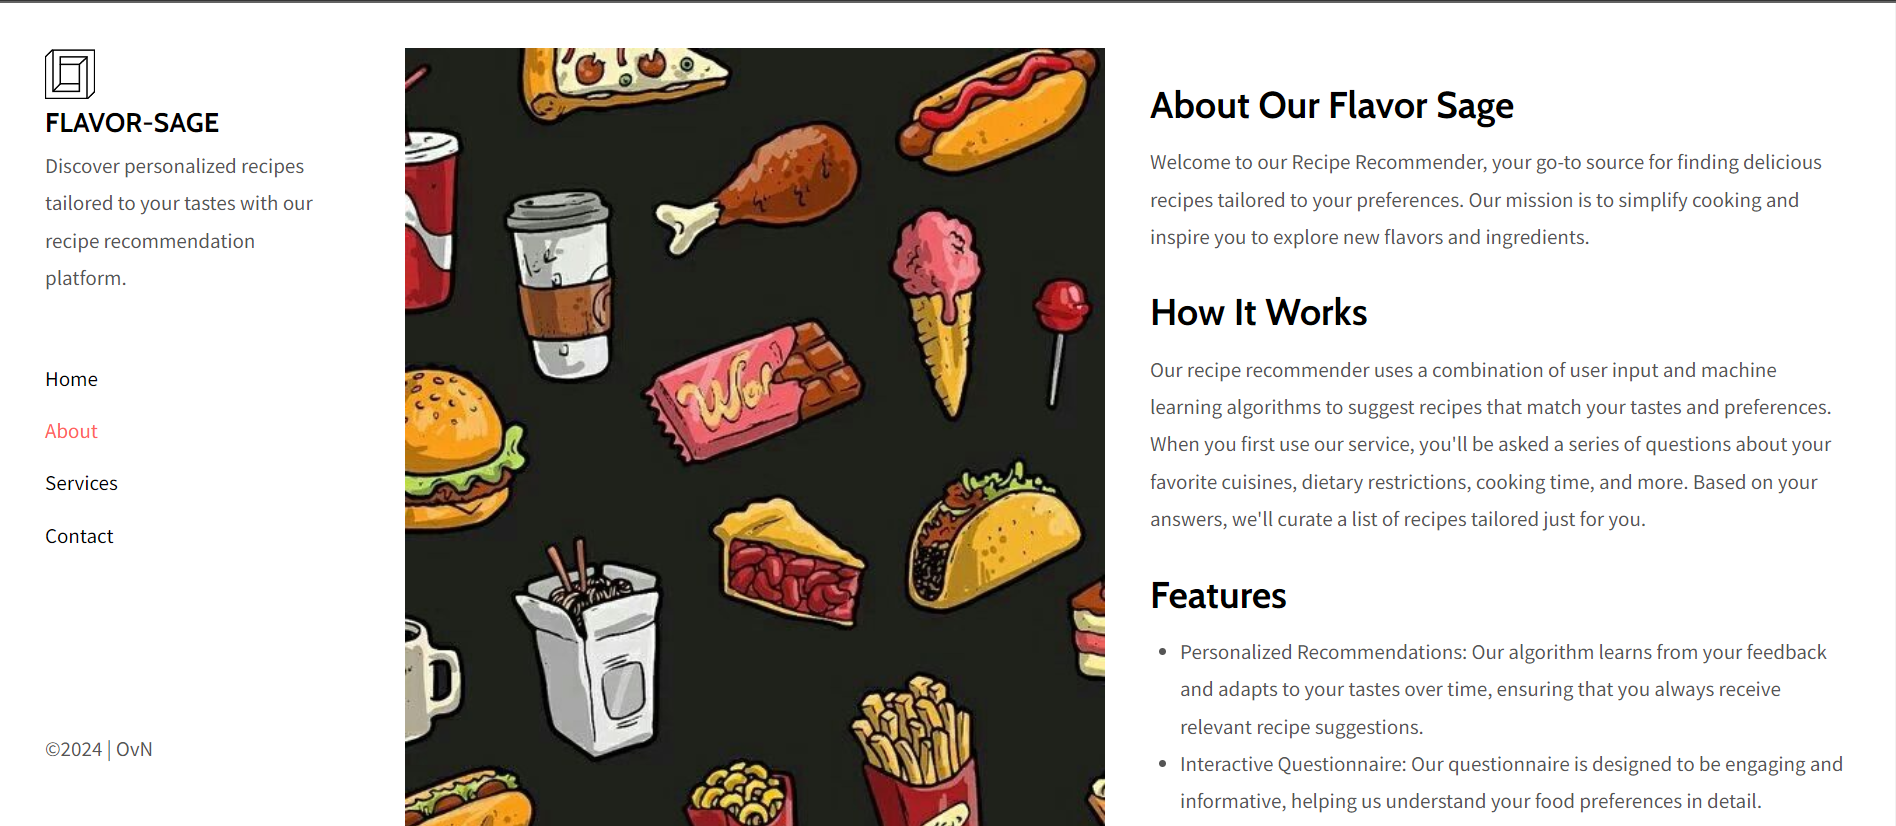 FLAVOR-SAGE
Discover personalized recipes
tailored to your tastes with our
recipe recommendation
platform.
Home
About
Services
Contact
©2024 | OvN
Wow
About Our Flavor Sage
Welcome to our Recipe Recommender, your go-to source for finding delicious
recipes tailored to your preferences. Our mission is to simplify cooking and
inspire you to explore new flavors and ingredients.
How It Works
Our recipe recommender uses a combination of user input and machine
learning algorithms to suggest recipes that match your tastes and preferences.
When you first use our service, you'll be asked a series of questions about your
favorite cuisines, dietary restrictions, cooking time, and more. Based on your
answers, we'll curate a list of recipes tailored just for you.
Features
• Personalized Recommendations: Our algorithm learns from your feedback
and adapts to your tastes over time, ensuring that you always receive
relevant recipe suggestions.
• Interactive Questionnaire: Our questionnaire is designed to be engaging and
informative, helping us understand your food preferences in detail.